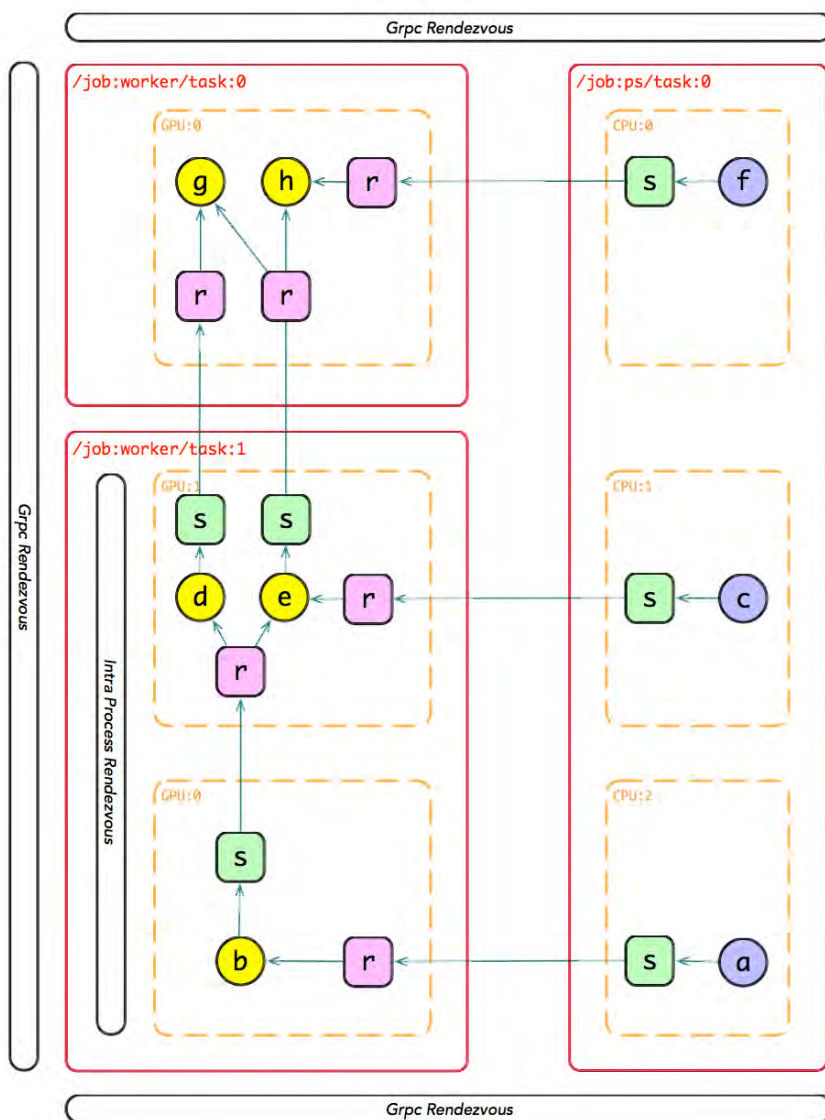 Grpc Rendezvous
/job:worker/task:0
/job:ps/task:0
GPU:0
CPU:0
g
h
r
s
f
r
r
Grpc Rendezvous
/job:worker/task:1
GPU:1
CPU:1
s
s
d
e
r
s
c
r
Intra Process Rendezvous
GPU:0
CPU:2
s
b
r
s
a
Grpc Rendezvous